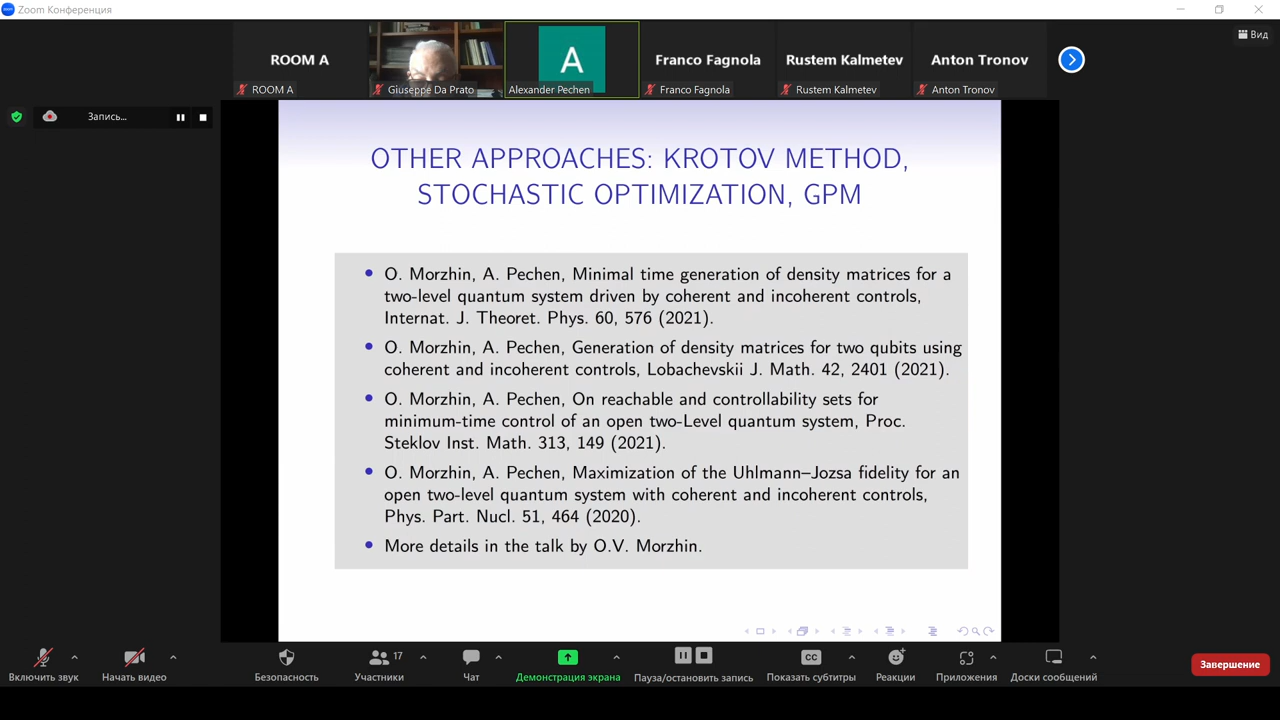 Zoom Конференция
Вид
ROOM A
Franco Fagnola
Rustem Kalmetev
Anton Tronov
A
ROOM A
Giuseppe Da Prato
Alexander Pechen
Franco Fagnola
Rustem Kalmetev
Anton Tronov
Запись...
OTHER APPROACHES: KROTOV METHOD,
STOCHASTIC OPTIMIZATION, GPM
• O. Morzhin, A. Pechen, Minimal time generation of density matrices for a
two-level quantum system driven by coherent and incoherent controls,
Internat. J. Theoret. Phys. 60, 576 (2021).
• O. Morzhin, A. Pechen, Generation of density matrices for two qubits using
coherent and incoherent controls, Lobachevskii J. Math. 42, 2401 (2021).
• O. Morzhin, A. Pechen, On reachable and controllability sets for
minimum-time control of an open two-Level quantum system, Proc.
Steklov Inst. Math. 313, 149 (2021).
• O. Morzhin, A. Pechen, Maximization of the Uhlmann–Jozsa fidelity for an
open two-level quantum system with coherent and incoherent controls,
Phys. Part. Nucl. 51, 464 (2020).
• More details in the talk by O.V. Morzhin.
17
CC
Включить звук
Начать видео
Безопасность
Участники
Чат
Демонстрация экрана
Пауза/остановить запись
Показать субтитры
Реакции
Приложения
Доски сообщений
Завершение